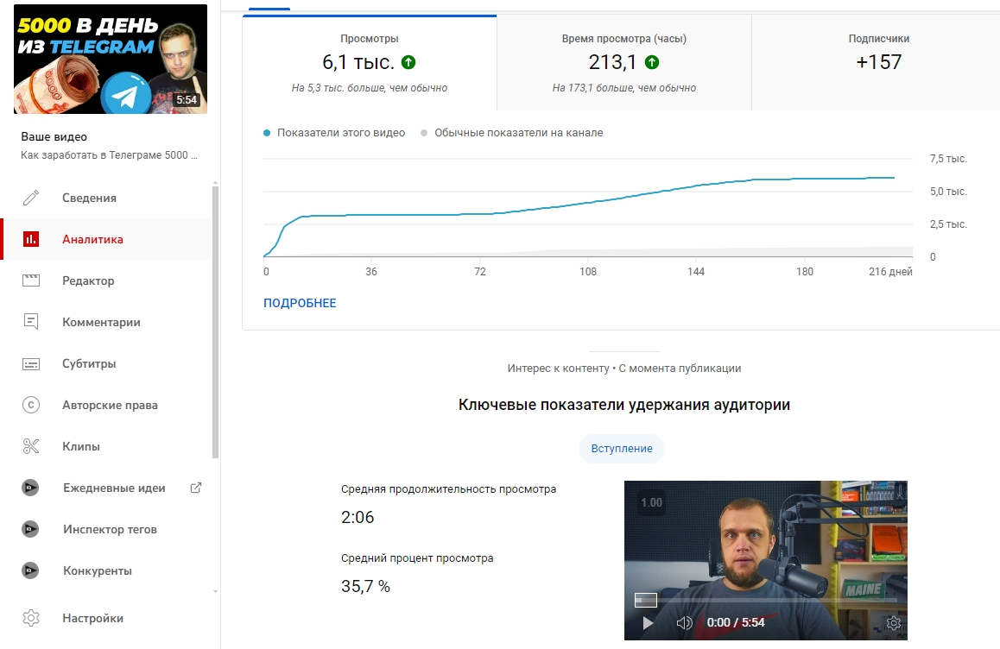 5000 В ДЕНЬ
ИЗ TELEGRAM
5:54
Ваше видео
Как заработать в Телеграме 5000 ...
Сведения
Аналитика
Редактор
Комментарии
Субтитры
Авторские права
Клипы
Ежедневные идеи
Инспектор тегов
Конкуренты
Настройки
Просмотры
6,1 тыс.
На 5,3 тыс. больше, чем обычно
Время просмотра (часы)
213,1
На 173,1 больше, чем обычно
Подписчики
+157
Показатели этого видео
Обычные показатели на канале
7,5 тыс.
5,0 тыс.
2,5 тыс.
0
0 36 72 108 144 180 216 дней
ПОДРОБНЕЕ
Интерес к контенту • С момента публикации
Ключевые показатели удержания аудитории
Вступление
Средняя продолжительность просмотра
2:06
Средний процент просмотра
35,7 %
1.00
MAINE
0:00 / 5:54